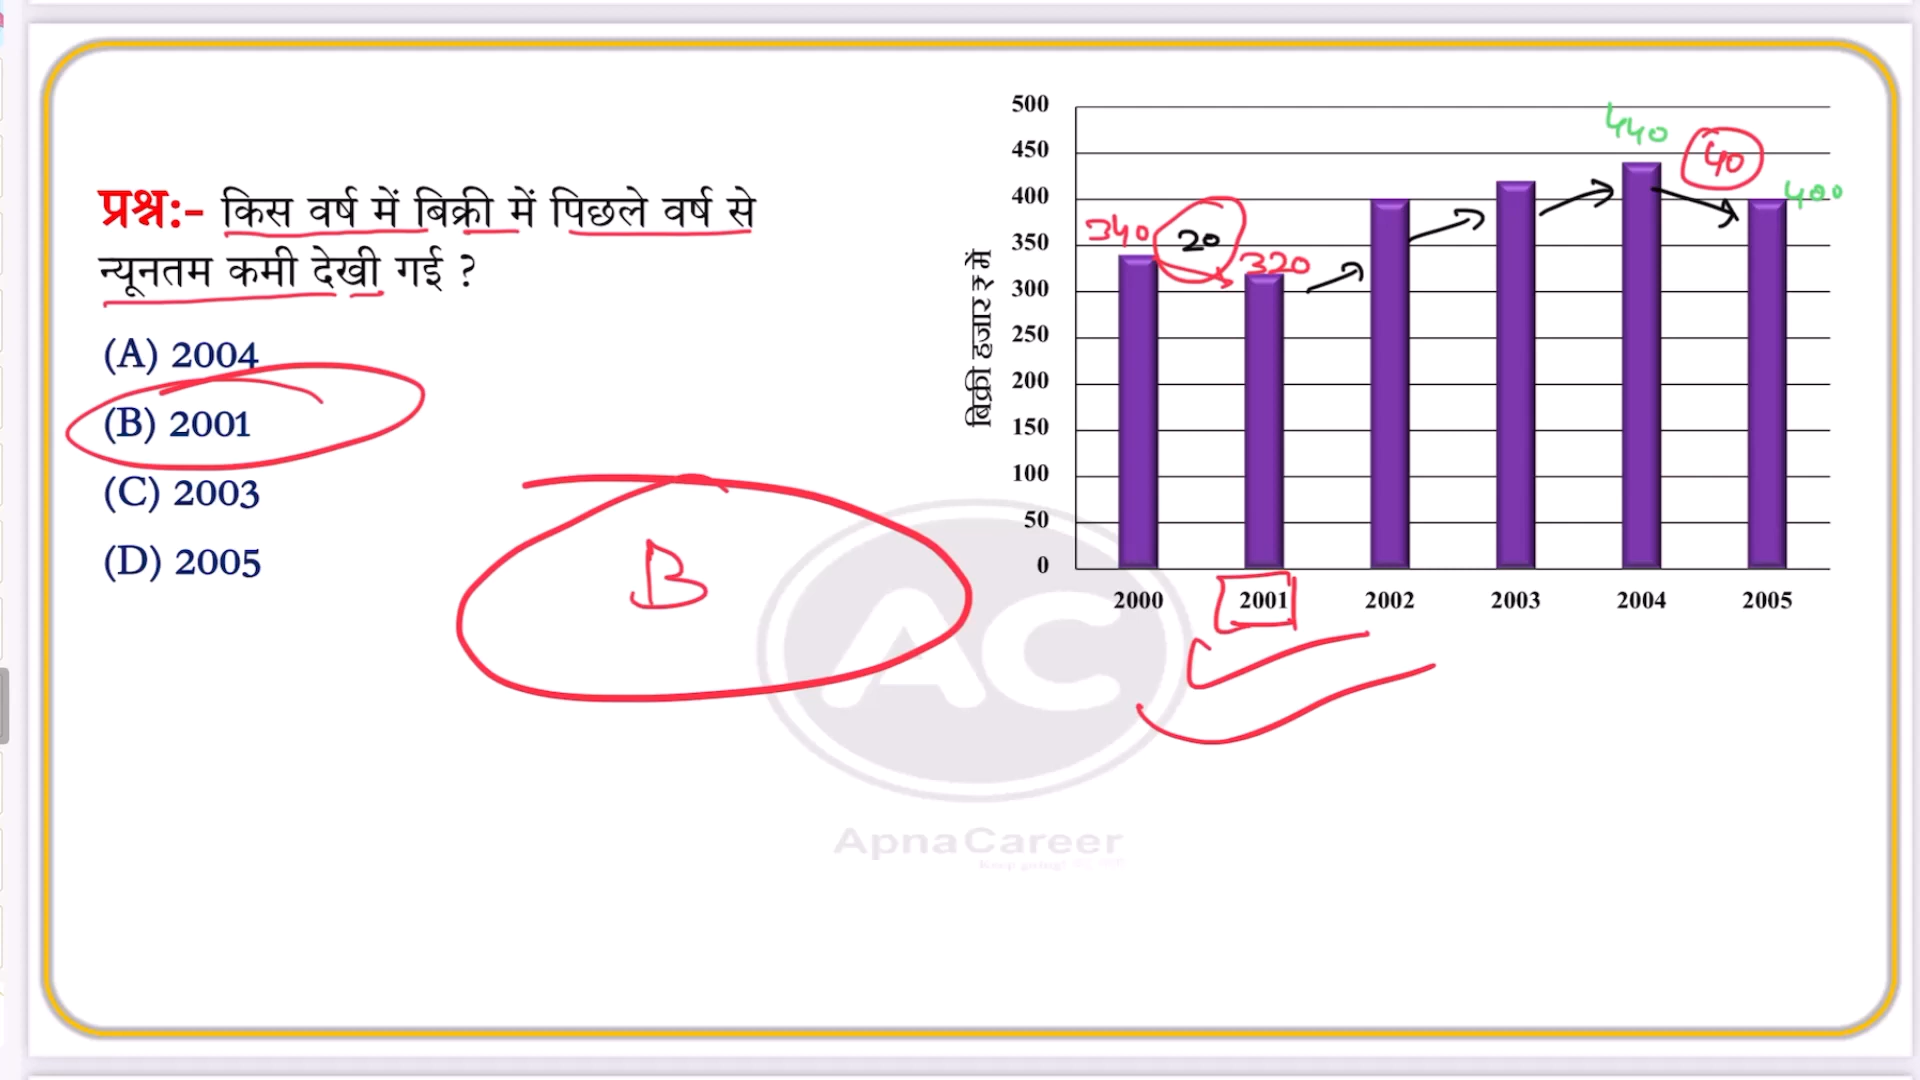 प्रश्न:- किस वर्ष में बिक्री में पिछले वर्ष से
न्यूनतम कमी देखी गई ?
(A) 2004
(B) 2001
(C) 2003
(D) 2005
B
बिक्री हजार रु में
500
450
400
350
300
250
200
150
100
50
0
340
20
320
440
40
400
2000 2001 2002 2003 2004 2005
AC
ApnaCareer